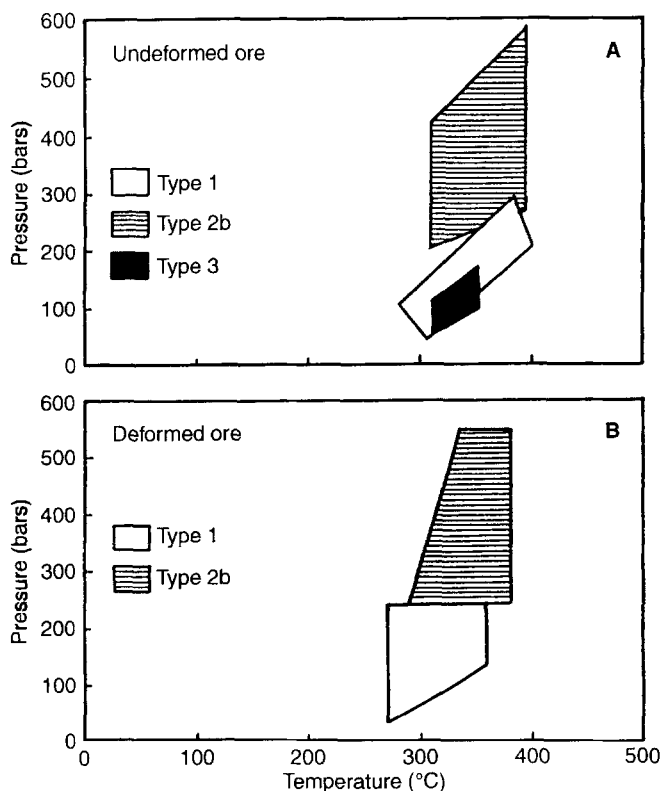 600
Undeformed ore
A
500
400
Pressure (bars)
300
Type 1
Type 2b
200
Type 3
100
0
600
Deformed ore
B
500
400
Pressure (bars)
Type 1
300
Type 2b
200
100
0
0 100 200 300 400 500
Temperature (°C)